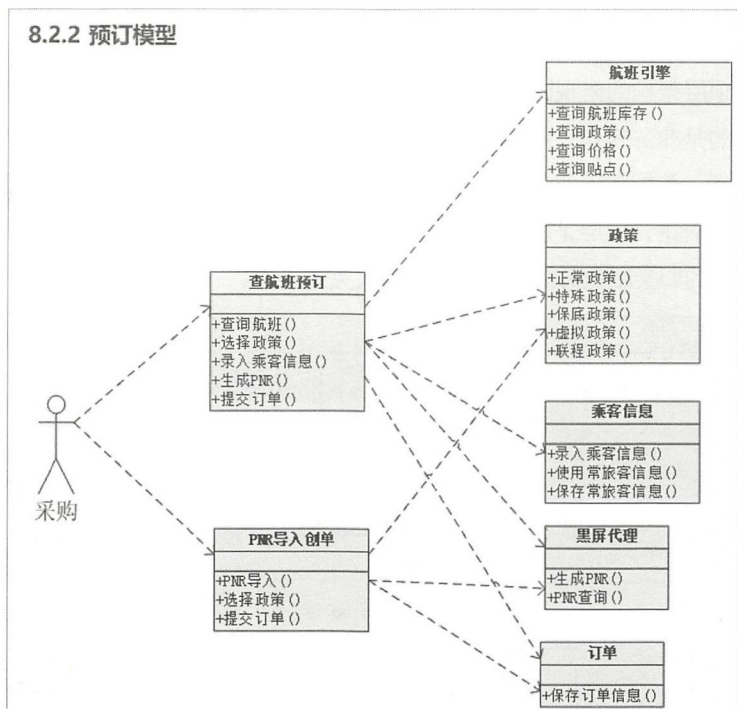 8.2.2 预订模型
航班引擎
+查询航班库存()
+查询政策()
+查询价格()
+查询贴点()
政策
+正常政策()
+特殊政策()
+保底政策()
+虚拟政策()
+联程政策()
查航班预订
+查询航班()
+选择政策()
+录入乘客信息()
+生成PNR()
+提交订单()
乘客信息
+录入乘客信息()
+使用常旅客信息()
+保存常旅客信息()
采购
PNR导入创单
+PNR导入()
+选择政策()
+提交订单()
黑屏代理
+生成PNR()
+PNR查询()
订单
+保存订单信息()